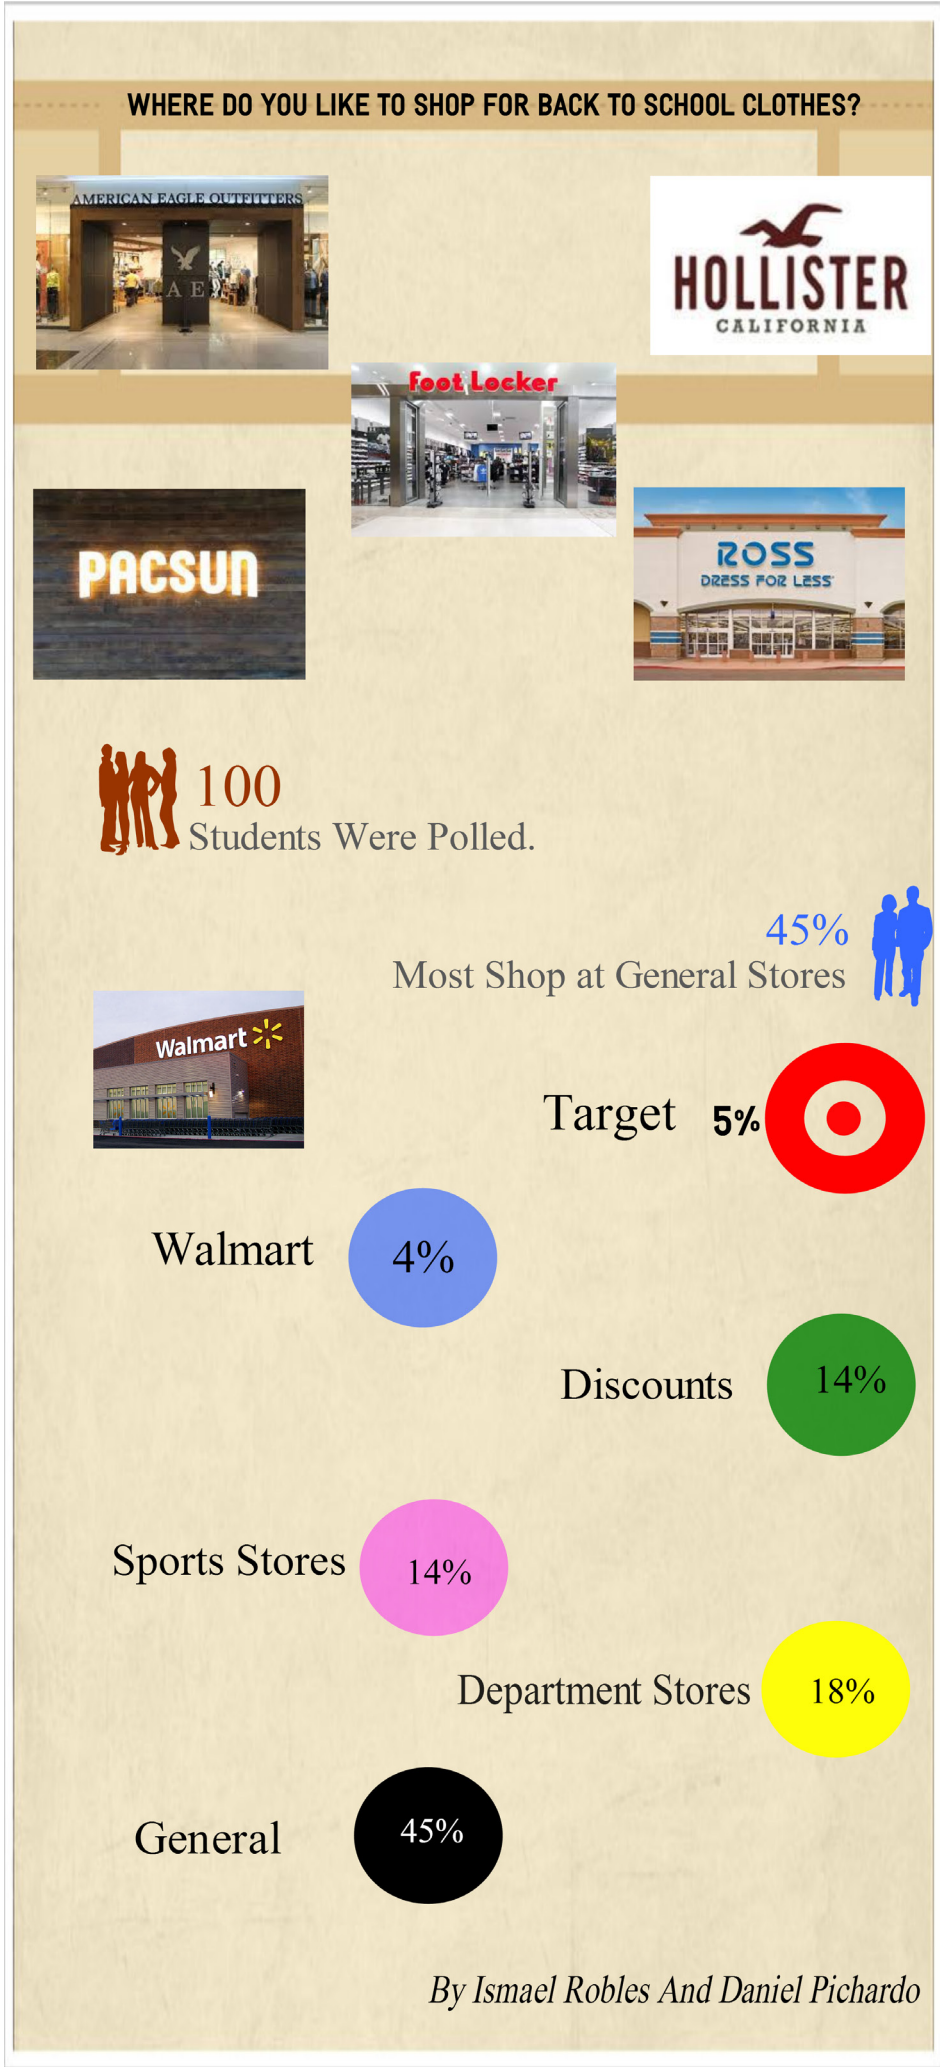 WHERE DO YOU LIKE TO SHOP FOR BACK TO SCHOOL CLOTHES?
AMERICAN EAGLE OUTFITTERS
A E
HOLLISTER
CALIFORNIA
Foot Locker
PACSUN
ROSS
DRESS FOR LESS
100
Students Were Polled.
45%
Most Shop at General Stores
Walmart
Target 5%
Walmart 4%
Discounts 14%
Sports Stores 14%
Department Stores 18%
General 45%
By Ismael Robles And Daniel Pichardo